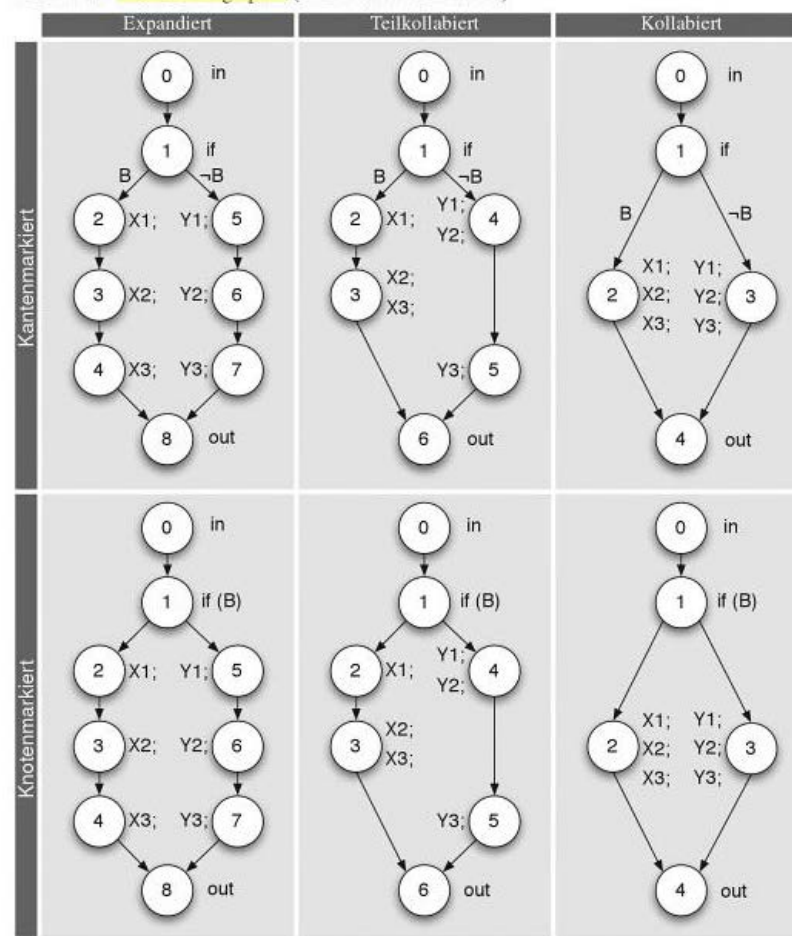 Expandiert Teilkollabiert Kollabiert
Kantenmarkiert
0 in
1 if
B ¬B
2 X1; Y1; 5
3 X2; Y2; 6
4 X3; Y3; 7
8 out
0 in
1 if
B ¬B
2 X1; Y1; Y2; 4
3 X2; X3;
Y3; 5
6 out
0 in
1 if
B ¬B
X1; Y1;
2 X2; Y2; 3
X3; Y3;
4 out
Knotenmarkiert
0 in
1 if (B)
2 X1; Y1; 5
3 X2; Y2; 6
4 X3; Y3; 7
8 out
0 in
1 if (B)
2 X1; Y1; Y2; 4
3 X2; X3;
Y3; 5
6 out
0 in
1 if (B)
X1; Y1;
2 X2; Y2; 3
X3; Y3;
4 out